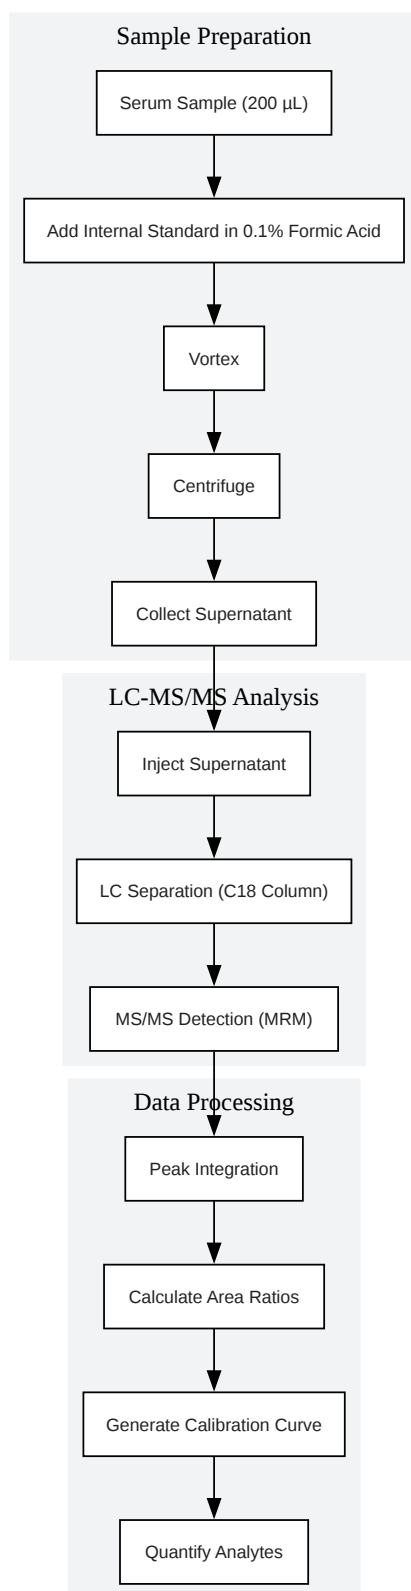 Sample Preparation
Serum Sample (200 µL)
Add Internal Standard in 0.1% Formic Acid
Vortex
Centrifuge
Collect Supernatant
LC-MS/MS Analysis
Inject Supernatant
LC Separation (C18 Column)
MS/MS Detection (MRM)
Data Processing
Peak Integration
Calculate Area Ratios
Generate Calibration Curve
Quantify Analytes